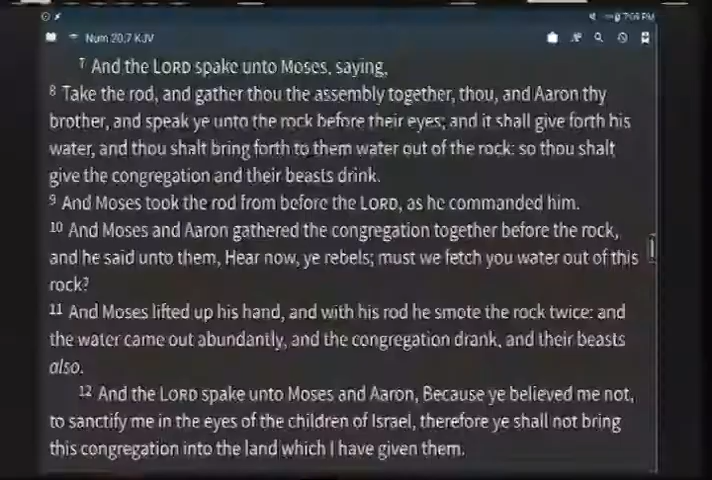 7:09 PM
Num 20:7 KJV
7 And the LORD spake unto Moses, saying,
8 Take the rod, and gather thou the assembly together, thou, and Aaron thy
brother, and speak ye unto the rock before their eyes; and it shall give forth his
water, and thou shalt bring forth to them water out of the rock: so thou shalt
give the congregation and their beasts drink.
9 And Moses took the rod from before the LORD, as he commanded him.
10 And Moses and Aaron gathered the congregation together before the rock,
and he said unto them, Hear now, ye rebels; must we fetch you water out of this
rock?
11 And Moses lifted up his hand, and with his rod he smote the rock twice: and
the water came out abundantly, and the congregation drank, and their beasts
also.
12 And the LORD spake unto Moses and Aaron, Because ye believed me not,
to sanctify me in the eyes of the children of Israel, therefore ye shall not bring
this congregation into the land which I have given them.